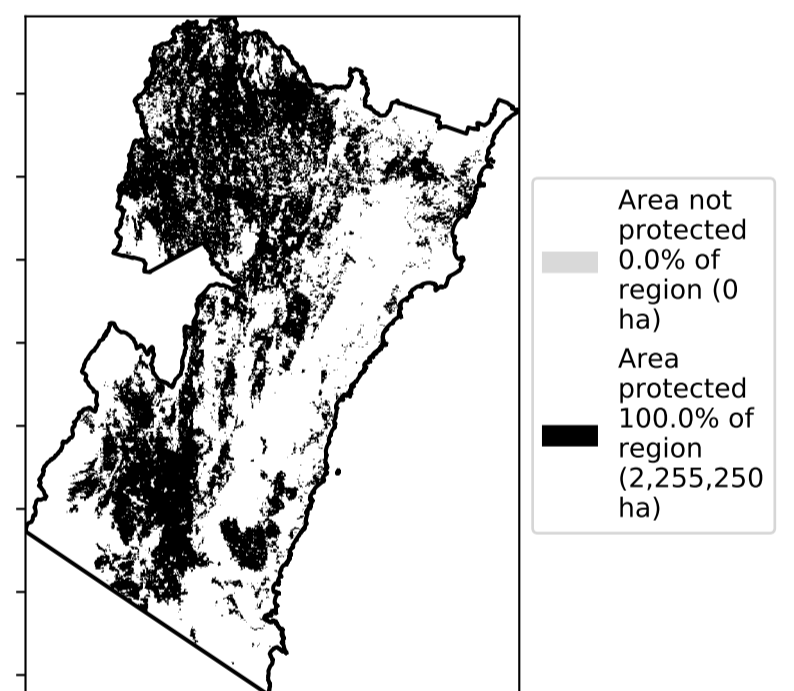 Area not
protected
0.0% of
region (0
ha)
Area
protected
100.0% of
region
(2,255,250
ha)